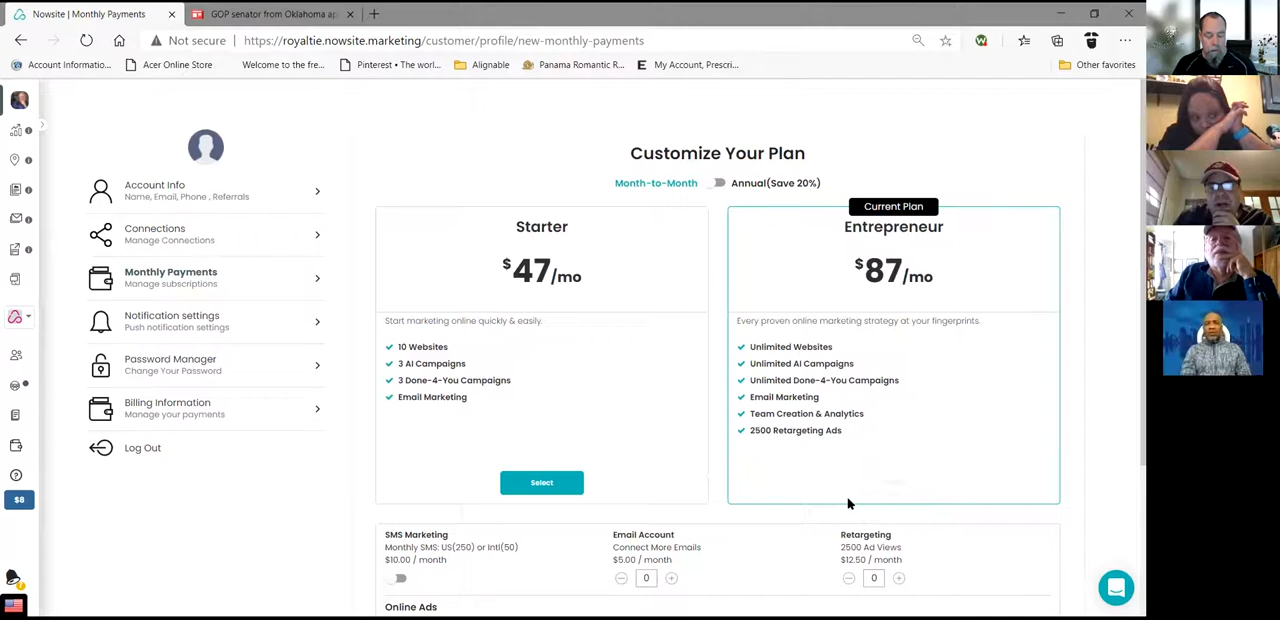 Nowsite | Monthly Payments
GOP senator from Oklahoma ap
Not secure | https://royaltie.nowsite.marketing/customer/profile/new-monthly-payments
Account Informatio...
Acer Online Store
Welcome to the fre...
Pinterest • The worl...
Alignable
Panama Romantic R...
My Account, Prescri...
Other favorites
Account Info
Name, Email, Phone , Referrals
Connections
Manage Connections
Monthly Payments
Manage subscriptions
Notification settings
Push notification settings
Password Manager
Change Your Password
Billing Information
Manage your payments
Log Out
$8
Customize Your Plan
Month-to-Month Annual(Save 20%)
Starter
$47/mo
Start marketing online quickly & easily.
10 Websites
3 AI Campaigns
3 Done-4-You Campaigns
Email Marketing
Select
Current Plan
Entrepreneur
$87/mo
Every proven online marketing strategy at your fingerprints.
Unlimited Websites
Unlimited AI Campaigns
Unlimited Done-4-You Campaigns
Email Marketing
Team Creation & Analytics
2500 Retargeting Ads
SMS Marketing
Monthly SMS: US(250) or Intl(50)
$10.00 / month
Email Account
Connect More Emails
$5.00 / month
0
Retargeting
2500 Ad Views
$12.50 / month
0
Online Ads